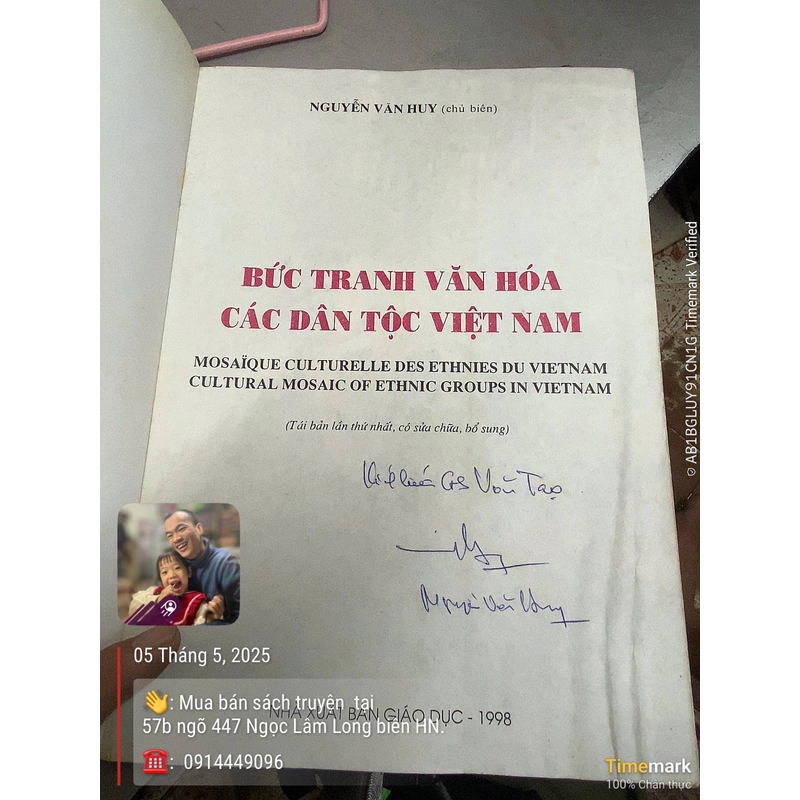 NGUYỄN VĂN HUY (chủ biên)
BỨC TRANH VĂN HÓA
CÁC DÂN TỘC VIỆT NAM
MOSAÏQUE CULTURELLE DES ETHNIES DU VIETNAM
CULTURAL MOSAIC OF ETHNIC GROUPS IN VIETNAM
(Tái bản lần thứ nhất, có sửa chữa, bổ sung)
GS Văn Tạo
Nguyễn Văn Huy
NHÀ XUẤT BẢN GIÁO DỤC - 1998
05 Tháng 5, 2025
👋: Mua bán sách truyện tại
57b ngõ 447 Ngọc Lâm Long biên HN.
☎️: 0914449096
Timemark
100% Chân thực
© AB1BGLUY91CN1G Timemark Verified